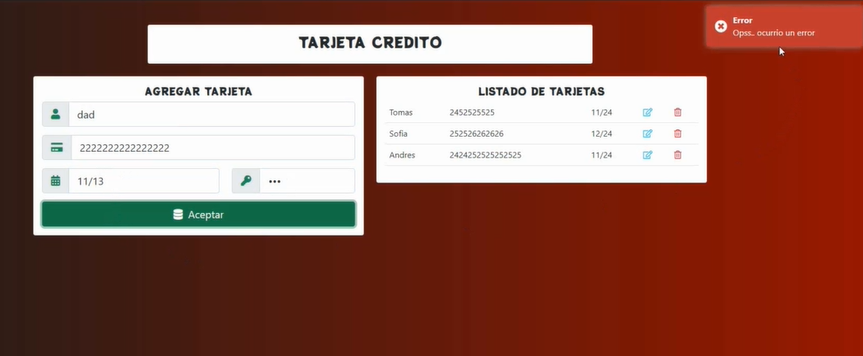 Error
Opss.. ocurrio un error
TARJETA CREDITO
AGREGAR TARJETA
dad
2222222222222222
11/13
•••
Aceptar
LISTADO DE TARJETAS
Tomas 2452525525 11/24
Sofia 252526262626 12/24
Andres 2424252525252525 11/24